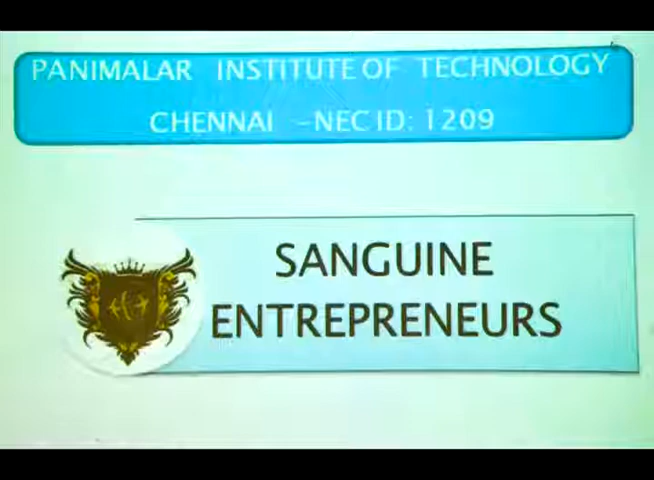 PANIMALAR INSTITUTE OF TECHNOLOGY
CHENNAI –NEC ID: 1209
SANGUINE
ENTREPRENEURS